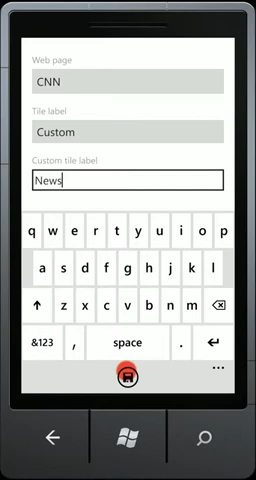 Web page
CNN
Tile label
Custom
Custom tile label
News
q w e r t y u i o p
a s d f g h j k l
z x c v b n m
&123 , space .
...